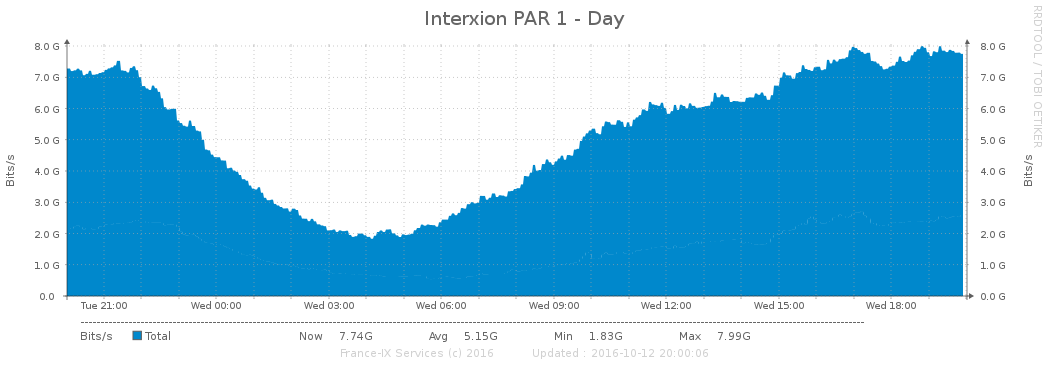 Interxion PAR 1 - Day
RRDTOOL / TOBI OETIKER
Bits/s
8.0 G 8.0 G
7.0 G 7.0 G
6.0 G 6.0 G
5.0 G 5.0 G
4.0 G 4.0 G
3.0 G 3.0 G
2.0 G 2.0 G
1.0 G 1.0 G
0.0 0.0 G
Bits/s
Tue 21:00 Wed 00:00 Wed 03:00 Wed 06:00 Wed 09:00 Wed 12:00 Wed 15:00 Wed 18:00
Bits/s Total Now 7.74G Avg 5.15G Min 1.83G Max 7.99G
France-IX Services (c) 2016 Updated : 2016-10-12 20:00:06